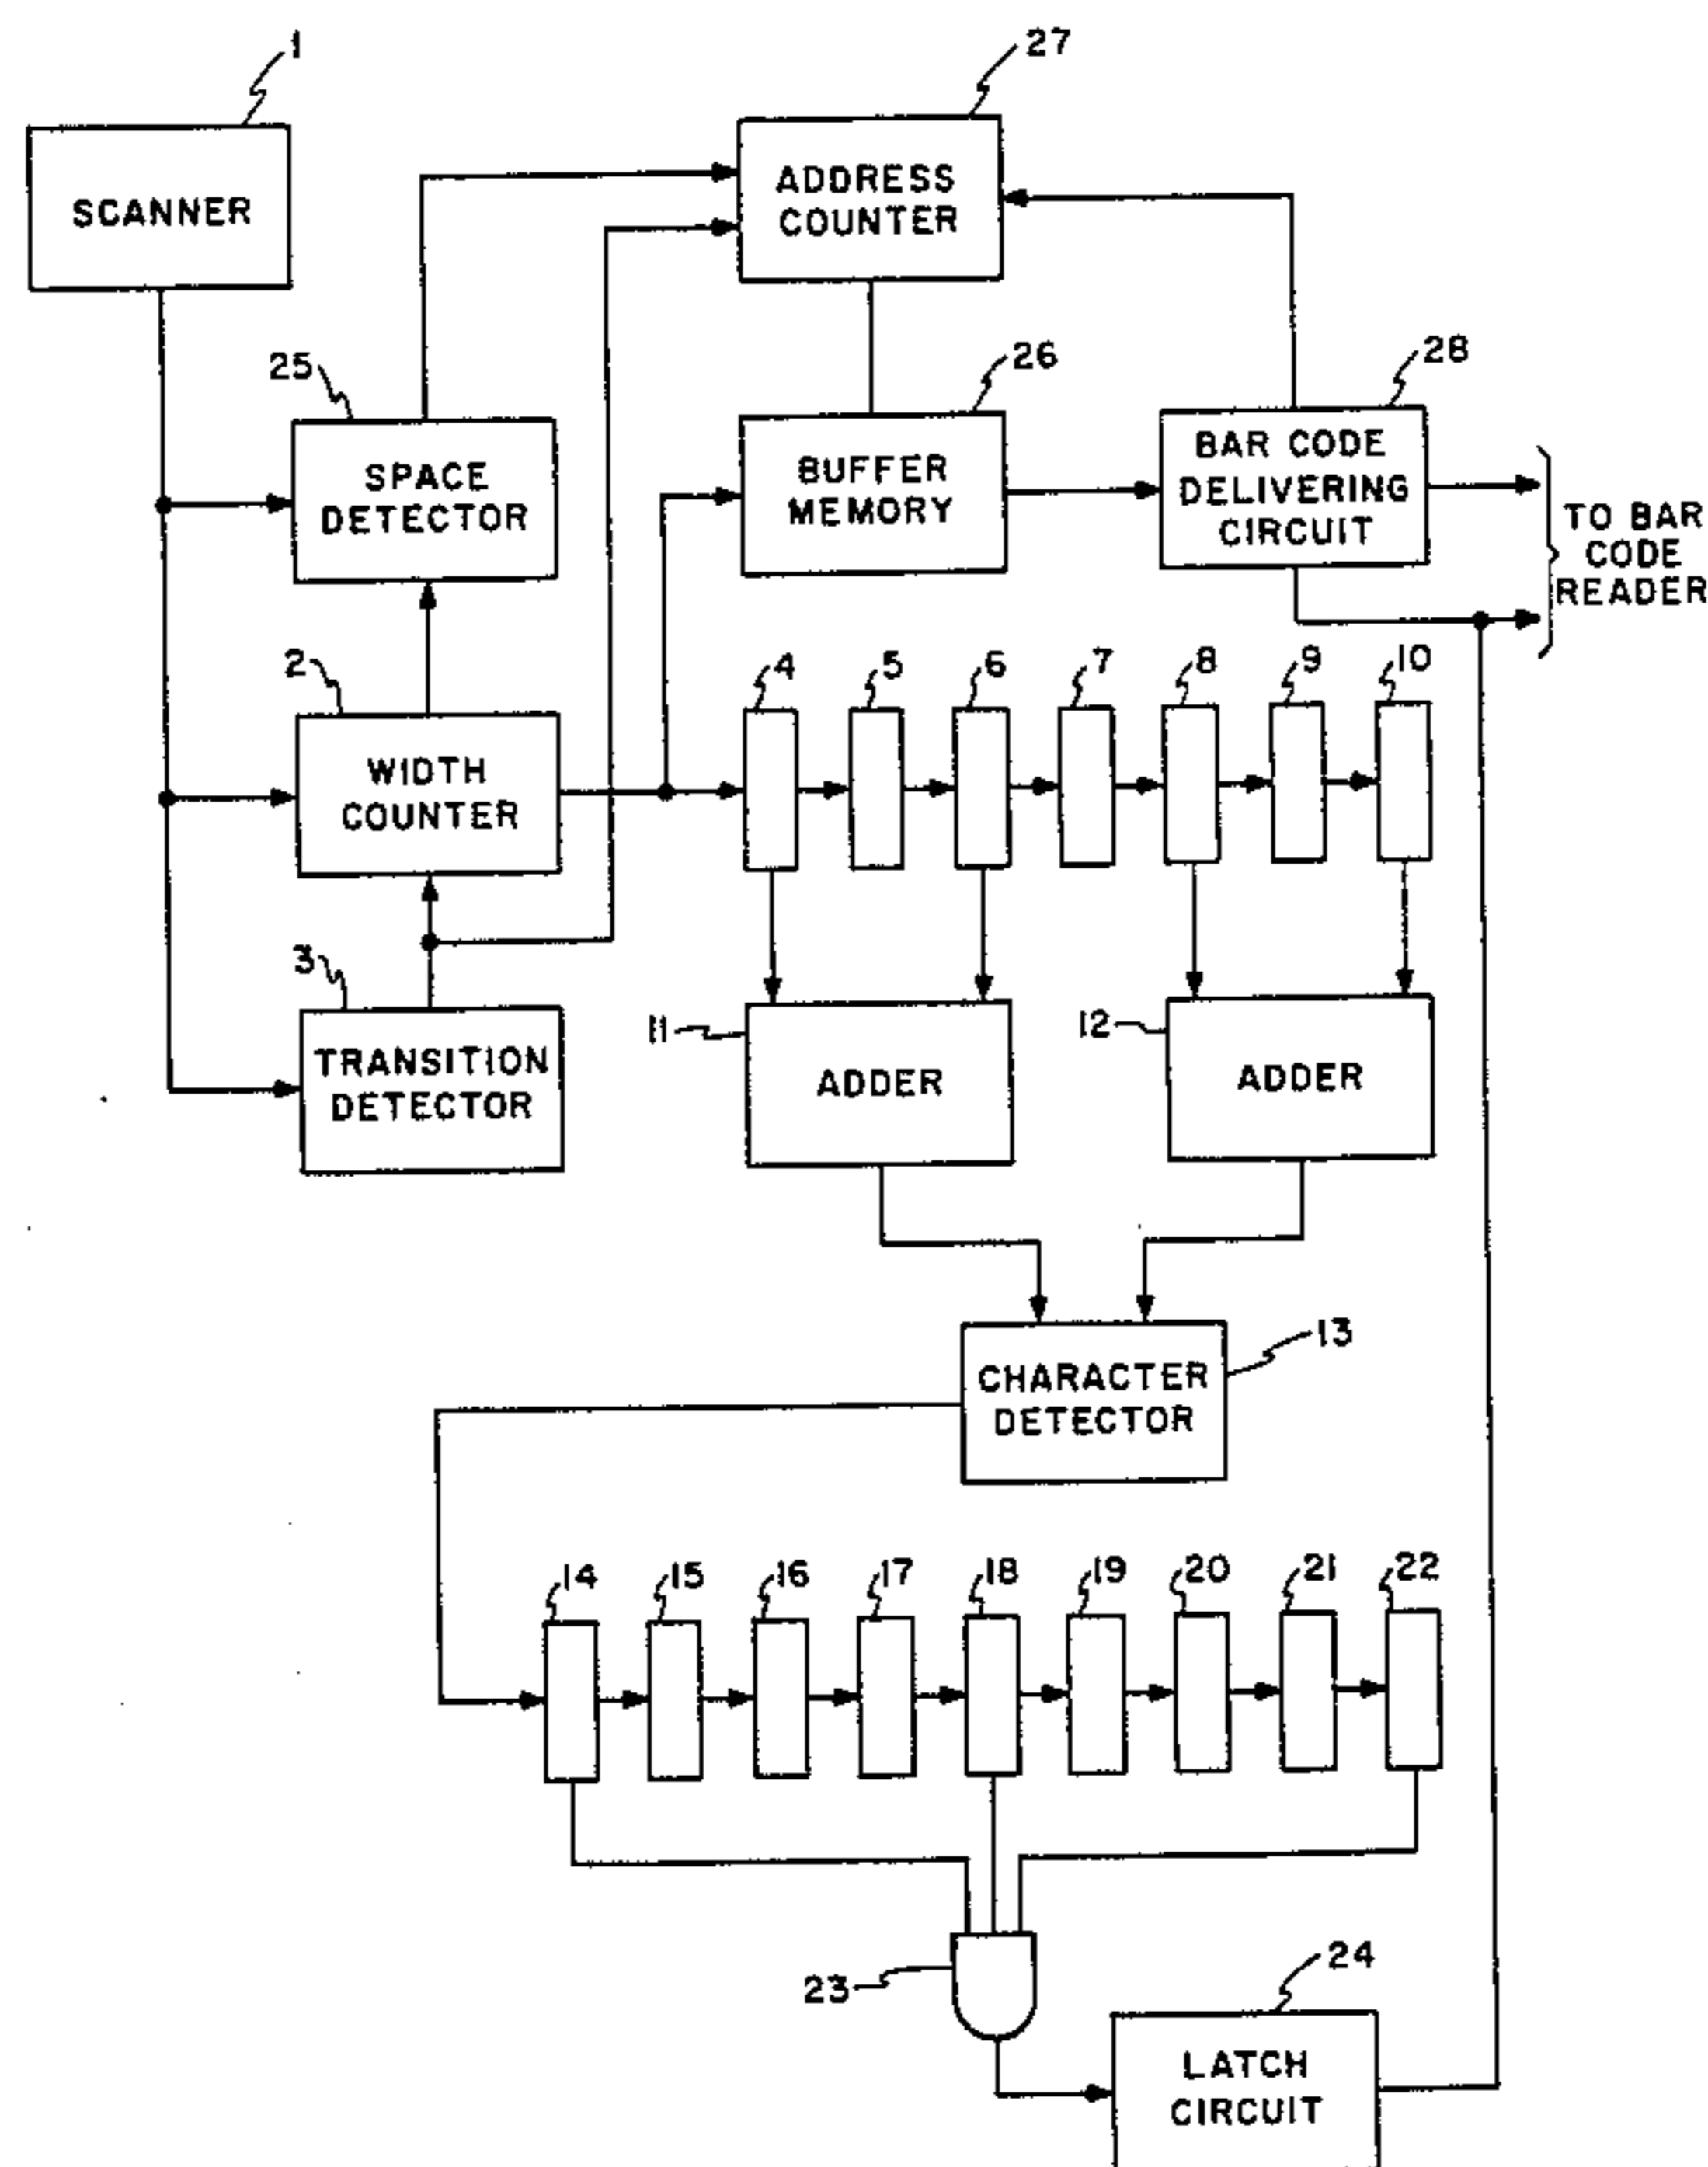 1
27
SCANNER
ADDRESS
COUNTER
25
26
28
SPACE
DETECTOR
BUFFER
MEMORY
BAR CODE
DELIVERING
CIRCUIT
TO BAR
CODE
READER
2
4
5
6
7
8
9
10
WIDTH
COUNTER
3
11
12
TRANSITION
DETECTOR
ADDER
ADDER
13
CHARACTER
DETECTOR
14
15
16
17
18
19
20
21
22
23
24
LATCH
CIRCUIT